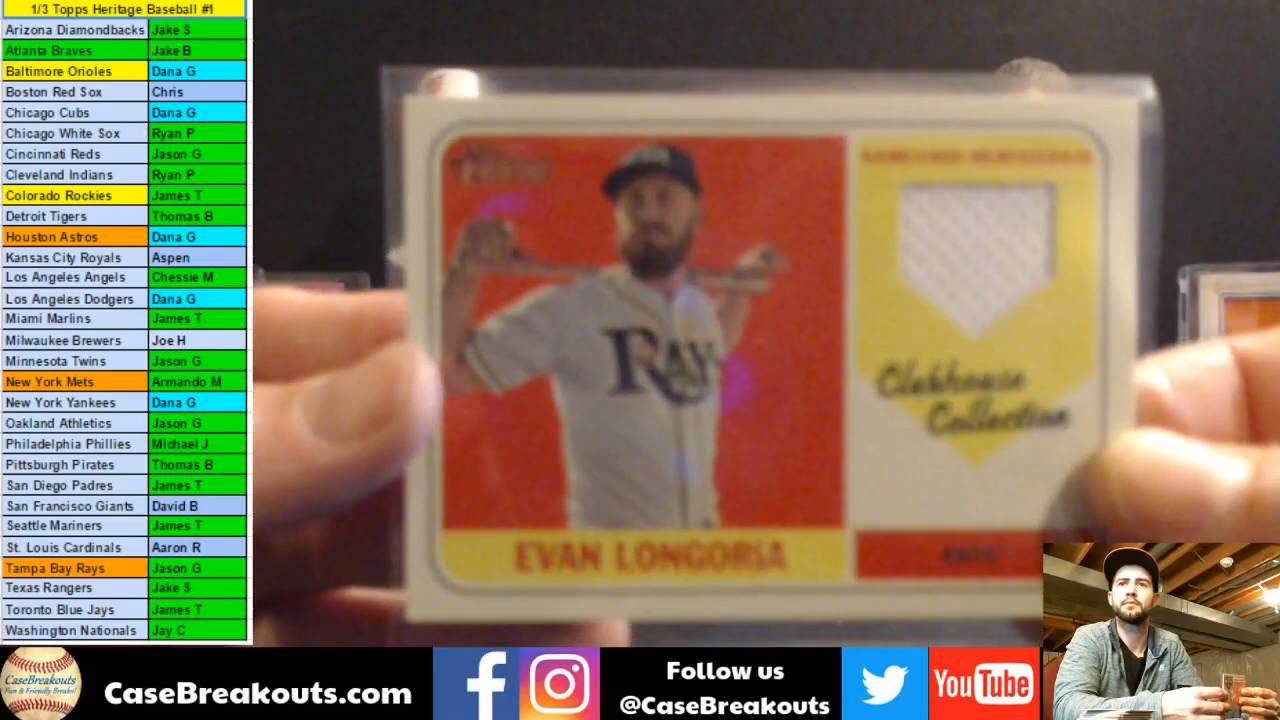 1/3 Topps Heritage Baseball #1
Arizona Diamondbacks Jake S
Atlanta Braves Jake B
Baltimore Orioles Dana G
Boston Red Sox Chris
Chicago Cubs Dana G
Chicago White Sox Ryan P
Cincinnati Reds Jason G
Cleveland Indians Ryan P
Colorado Rockies James T
Detroit Tigers Thomas B
Houston Astros Dana G
Kansas City Royals Aspen
Los Angeles Angels Chessie M
Los Angeles Dodgers Dana G
Miami Marlins James T
Milwaukee Brewers Joe H
Minnesota Twins Jason G
New York Mets Armando M
New York Yankees Dana G
Oakland Athletics Jason G
Philadelphia Phillies Michael J
Pittsburgh Pirates Thomas B
San Diego Padres James T
San Francisco Giants David B
Seattle Mariners James T
St. Louis Cardinals Aaron R
Tampa Bay Rays Jason G
Texas Rangers Jake S
Toronto Blue Jays James T
Washington Nationals Jay C
Heritage
RAYS
Clubhouse
Collection
EVAN LONGORIA
RAYS
CaseBreakouts
Fun & Friendly Breaks!
CaseBreakouts.com
Follow us
@CaseBreakouts
YouTube